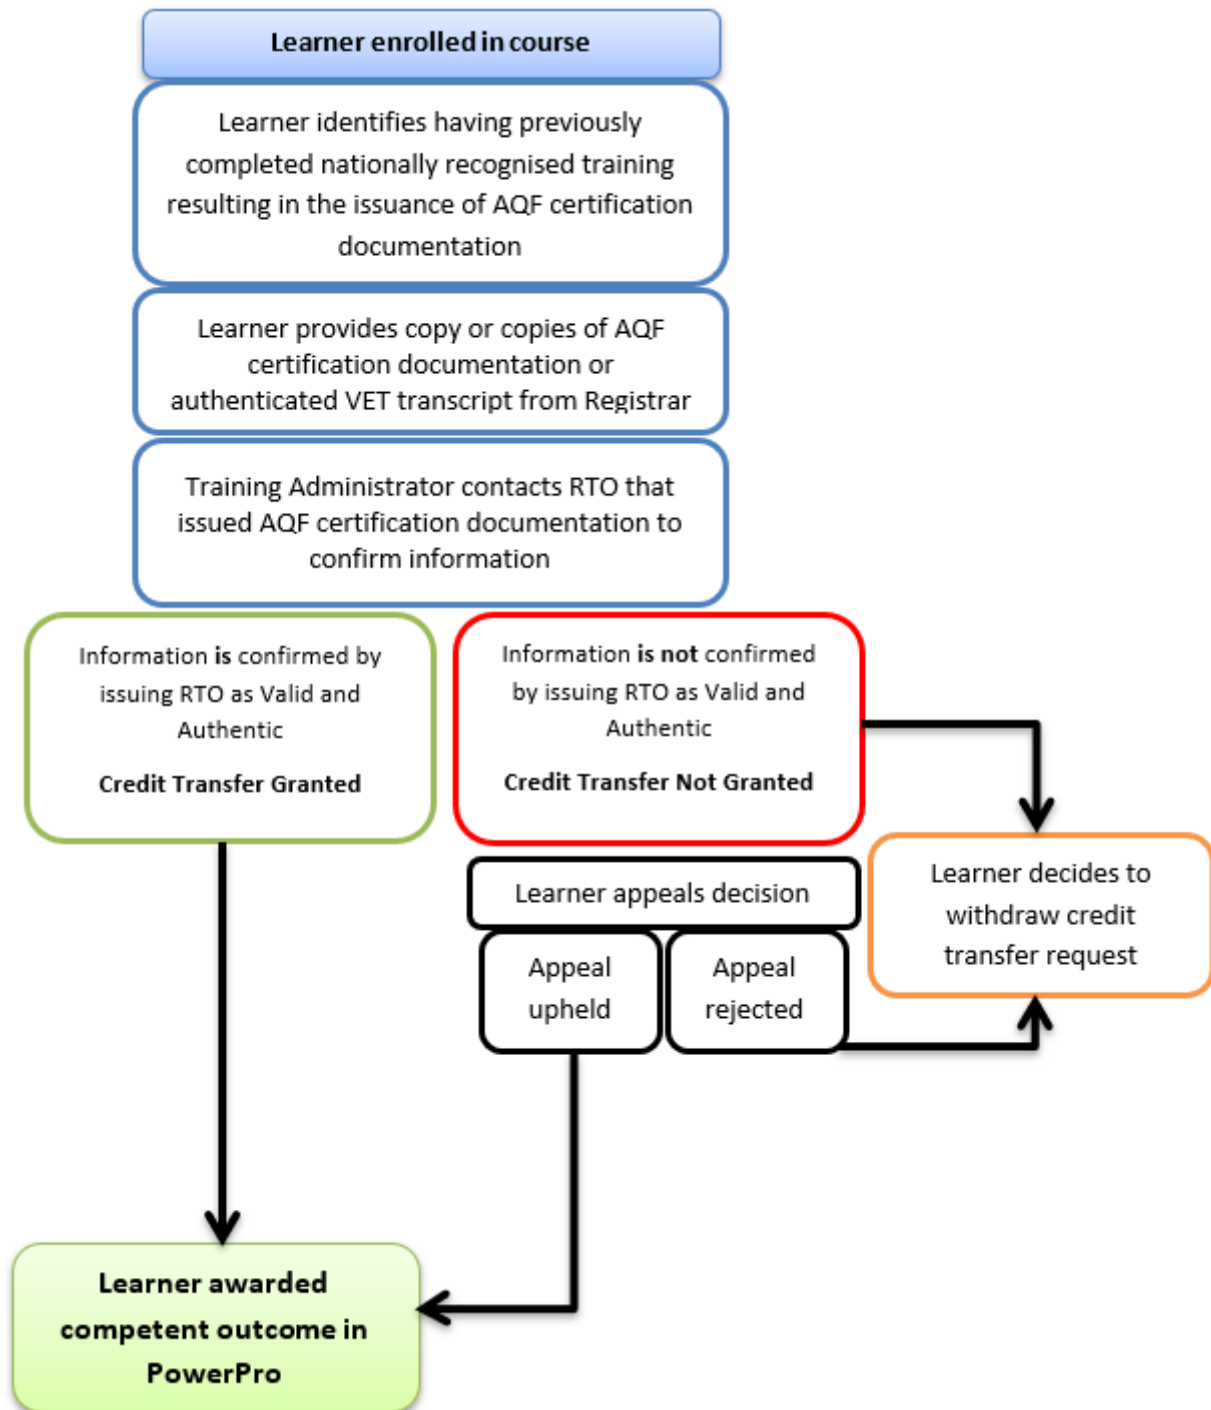 Learner enrolled in course
Learner identifies having previously
completed nationally recognised training
resulting in the issuance of AQF certification
documentation
Learner provides copy or copies of AQF
certification documentation or
authenticated VET transcript from Registrar
Training Administrator contacts RTO that
issued AQF certification documentation to
confirm information
Information is confirmed by
issuing RTO as Valid and
Authentic
Credit Transfer Granted
Information is not confirmed
by issuing RTO as Valid and
Authentic
Credit Transfer Not Granted
Learner appeals decision
Appeal
upheld
Appeal
rejected
Learner decides to
withdraw credit
transfer request
Learner awarded
competent outcome in
PowerPro